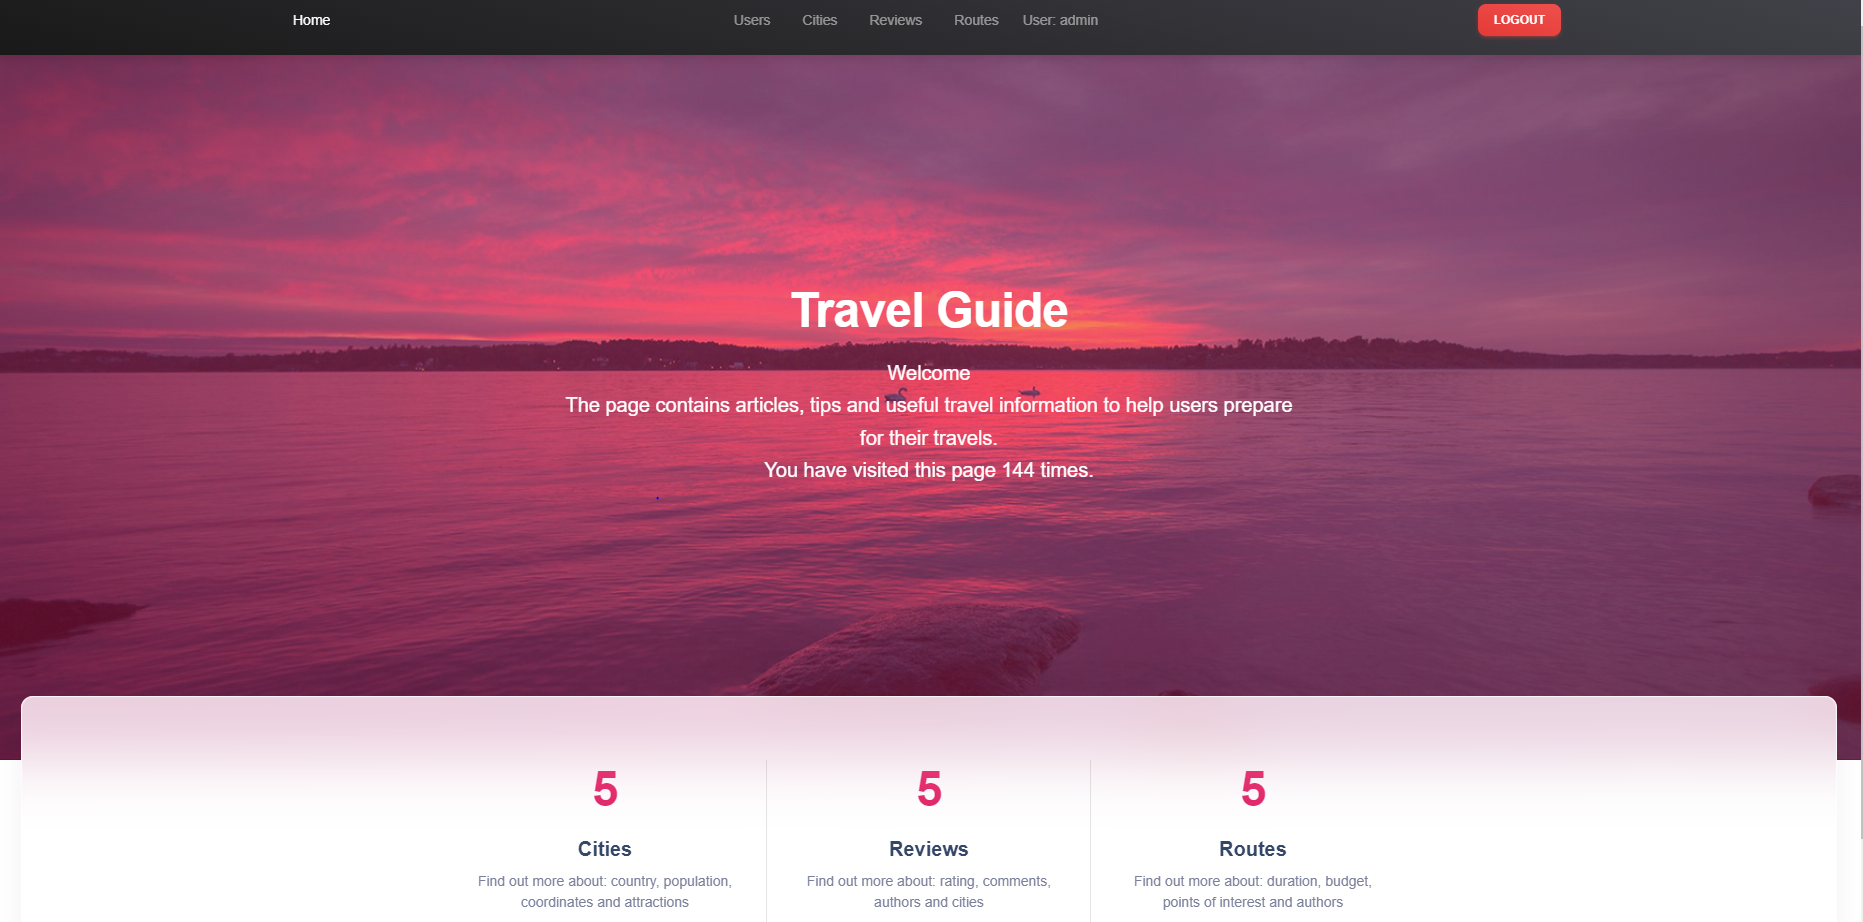 Home
Users
Cities
Reviews
Routes
User: admin
LOGOUT
Travel Guide
Welcome
The page contains articles, tips and useful travel information to help users prepare
for their travels.
You have visited this page 144 times.
5
Cities
Find out more about: country, population,
coordinates and attractions
5
Reviews
Find out more about: rating, comments,
authors and cities
5
Routes
Find out more about: duration, budget,
points of interest and authors